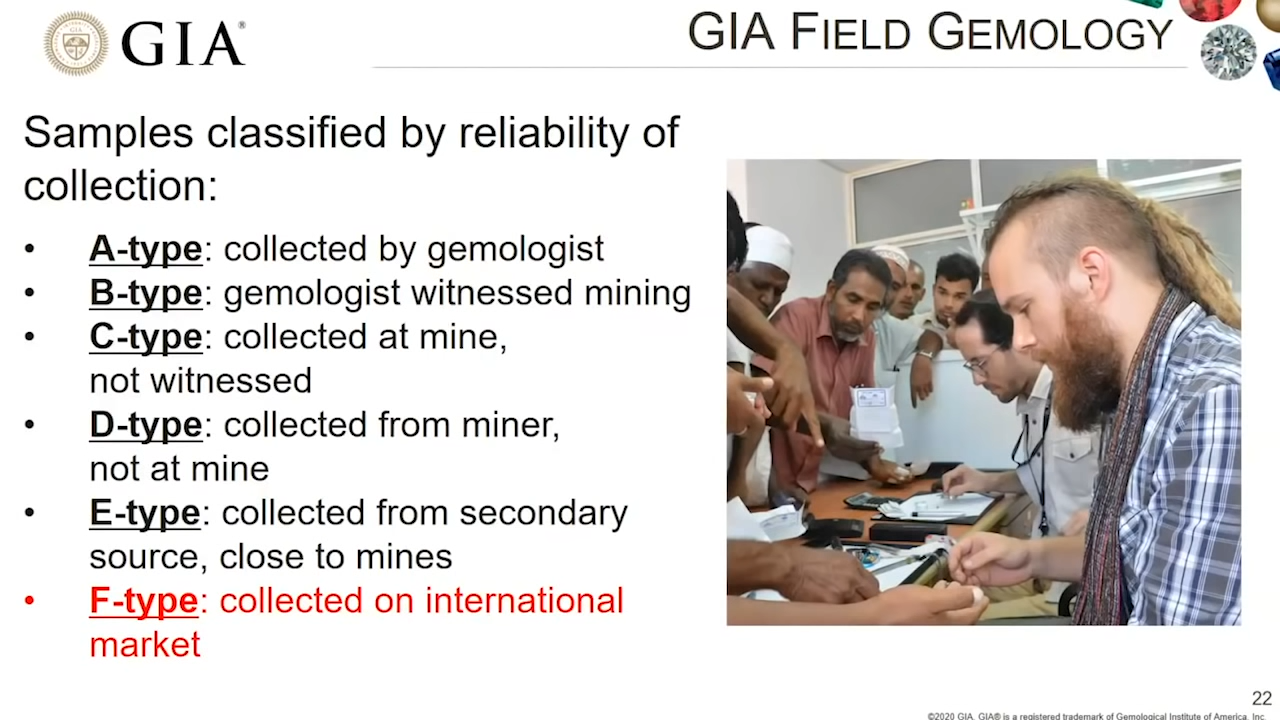 GIA®
GIA FIELD GEMOLOGY
Samples classified by reliability of
collection:
• A-type: collected by gemologist
• B-type: gemologist witnessed mining
• C-type: collected at mine,
not witnessed
• D-type: collected from miner,
not at mine
• E-type: collected from secondary
source, close to mines
• F-type: collected on international
market
22
©2020 GIA. GIA® is a registered trademark of Gemological Institute of America, Inc.